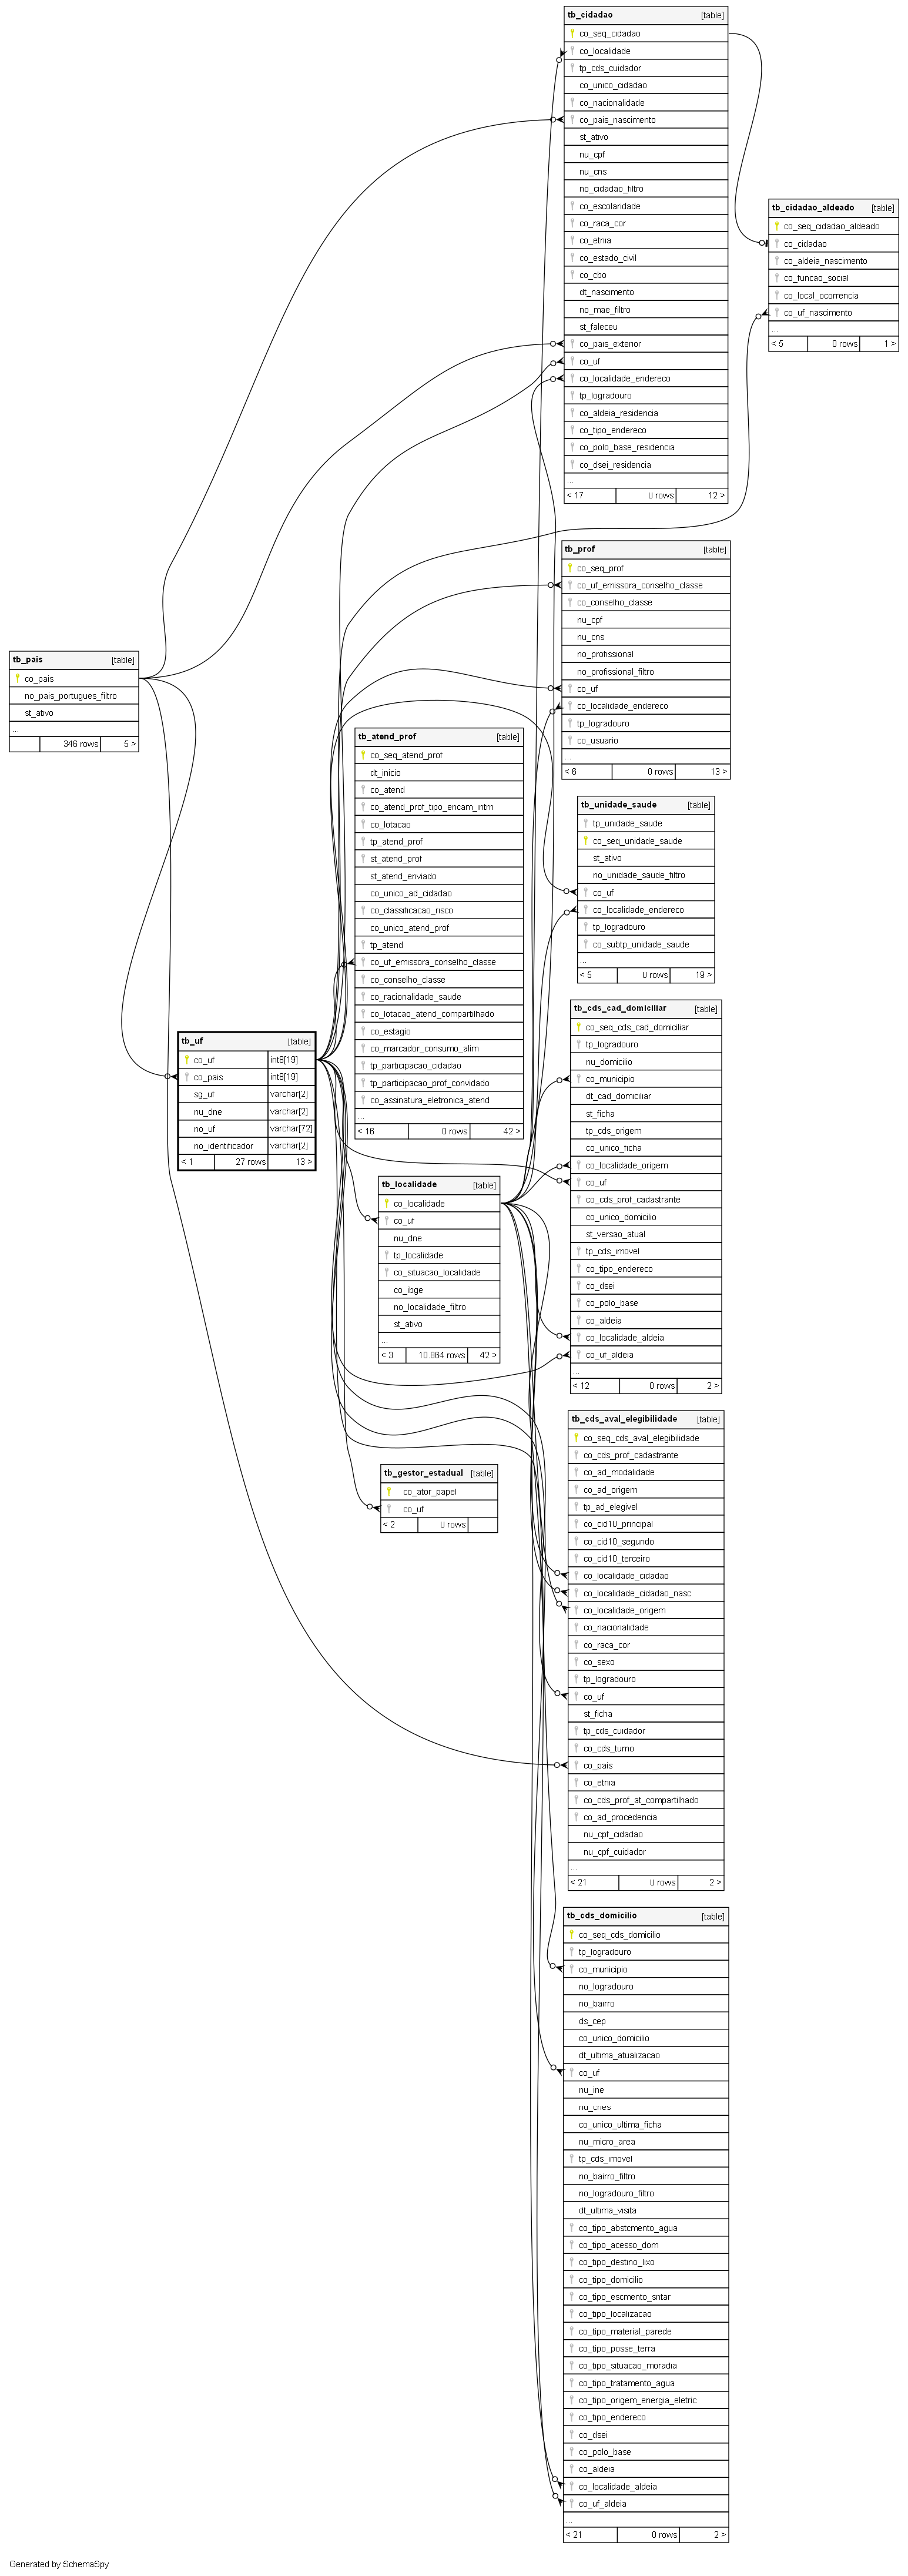 tb_cidadao [table]
co_seq_cidadao
co_localidade
tp_cds_cuidador
co_unico_cidadao
co_nacionalidade
co_pais_nascimento
st_ativo
nu_cpf
nu_cns
no_cidadao_filtro
co_escolaridade
co_raca_cor
co_etnia
co_estado_civil
co_cbo
dt_nascimento
no_mae_filtro
st_faleceu
co_pais_exterior
co_uf
co_localidade_endereco
tp_logradouro
co_aldeia_residencia
co_tipo_endereco
co_polo_base_residencia
co_dsei_residencia
...
< 17 0 rows 12 >
tb_cidadao_aldeado [table]
co_seq_cidadao_aldeado
co_cidadao
co_aldeia_nascimento
co_funcao_social
co_local_ocorrencia
co_uf_nascimento
...
< 5 0 rows 1 >
tb_prof [table]
co_seq_prof
co_uf_emissora_conselho_classe
co_conselho_classe
nu_cpf
nu_cns
no_profissional
no_profissional_filtro
co_uf
co_localidade_endereco
tp_logradouro
co_usuario
...
< 6 0 rows 13 >
tb_pais [table]
co_pais
no_pais_portugues_filtro
st_ativo
...
346 rows 5 >
tb_atend_prof [table]
co_seq_atend_prof
dt_inicio
co_atend
co_atend_prof_tipo_encam_intrn
co_lotacao
tp_atend_prof
st_atend_prof
st_atend_enviado
co_unico_ad_cidadao
co_classificacao_risco
co_unico_atend_prof
tp_atend
co_uf_emissora_conselho_classe
co_conselho_classe
co_racionalidade_saude
co_lotacao_atend_compartilhado
co_estagio
co_marcador_consumo_alim
tp_participacao_cidadao
tp_participacao_prof_convidado
co_assinatura_eletronica_atend
...
< 16 0 rows 42 >
tb_unidade_saude [table]
tp_unidade_saude
co_seq_unidade_saude
st_ativo
no_unidade_saude_filtro
co_uf
co_localidade_endereco
tp_logradouro
co_subtp_unidade_saude
...
< 5 0 rows 19 >
tb_uf [table]
co_uf int8[19]
co_pais int8[19]
sg_uf varchar[2]
nu_dne varchar[2]
no_uf varchar[72]
no_identificador varchar[2]
< 1 27 rows 13 >
tb_cds_cad_domiciliar [table]
co_seq_cds_cad_domiciliar
tp_logradouro
nu_domicilio
co_municipio
dt_cad_domiciliar
st_ficha
tp_cds_origem
co_unico_ficha
co_localidade_origem
co_uf
co_cds_prof_cadastrante
co_unico_domicilio
st_versao_atual
tp_cds_imovel
co_tipo_endereco
co_dsei
co_polo_base
co_aldeia
co_localidade_aldeia
co_uf_aldeia
...
< 12 0 rows 2 >
tb_localidade [table]
co_localidade
co_uf
nu_dne
tp_localidade
co_situacao_localidade
co_ibge
no_localidade_filtro
st_ativo
...
< 3 10.864 rows 42 >
tb_gestor_estadual [table]
co_ator_papel
co_uf
< 2 0 rows
tb_cds_aval_elegibilidade [table]
co_seq_cds_aval_elegibilidade
co_cds_prof_cadastrante
co_ad_modalidade
co_ad_origem
tp_ad_elegivel
co_cid10_principal
co_cid10_segundo
co_cid10_terceiro
co_localidade_cidadao
co_localidade_cidadao_nasc
co_localidade_origem
co_nacionalidade
co_raca_cor
co_sexo
tp_logradouro
co_uf
st_ficha
tp_cds_cuidador
co_cds_turno
co_pais
co_etnia
co_cds_prof_at_compartilhado
co_ad_procedencia
nu_cpf_cidadao
nu_cpf_cuidador
...
< 21 0 rows 2 >
tb_cds_domicilio [table]
co_seq_cds_domicilio
tp_logradouro
co_municipio
no_logradouro
no_bairro
ds_cep
co_unico_domicilio
dt_ultima_atualizacao
co_uf
nu_ine
nu_cnes
co_unico_ultima_ficha
nu_micro_area
tp_cds_imovel
no_bairro_filtro
no_logradouro_filtro
dt_ultima_visita
co_tipo_abstcmento_agua
co_tipo_acesso_dom
co_tipo_destino_lixo
co_tipo_domicilio
co_tipo_escmento_sntar
co_tipo_localizacao
co_tipo_material_parede
co_tipo_posse_terra
co_tipo_situacao_moradia
co_tipo_tratamento_agua
co_tipo_origem_energia_eletric
co_tipo_endereco
co_dsei
co_polo_base
co_aldeia
co_localidade_aldeia
co_uf_aldeia
...
< 21 0 rows 2 >
Generated by SchemaSpy